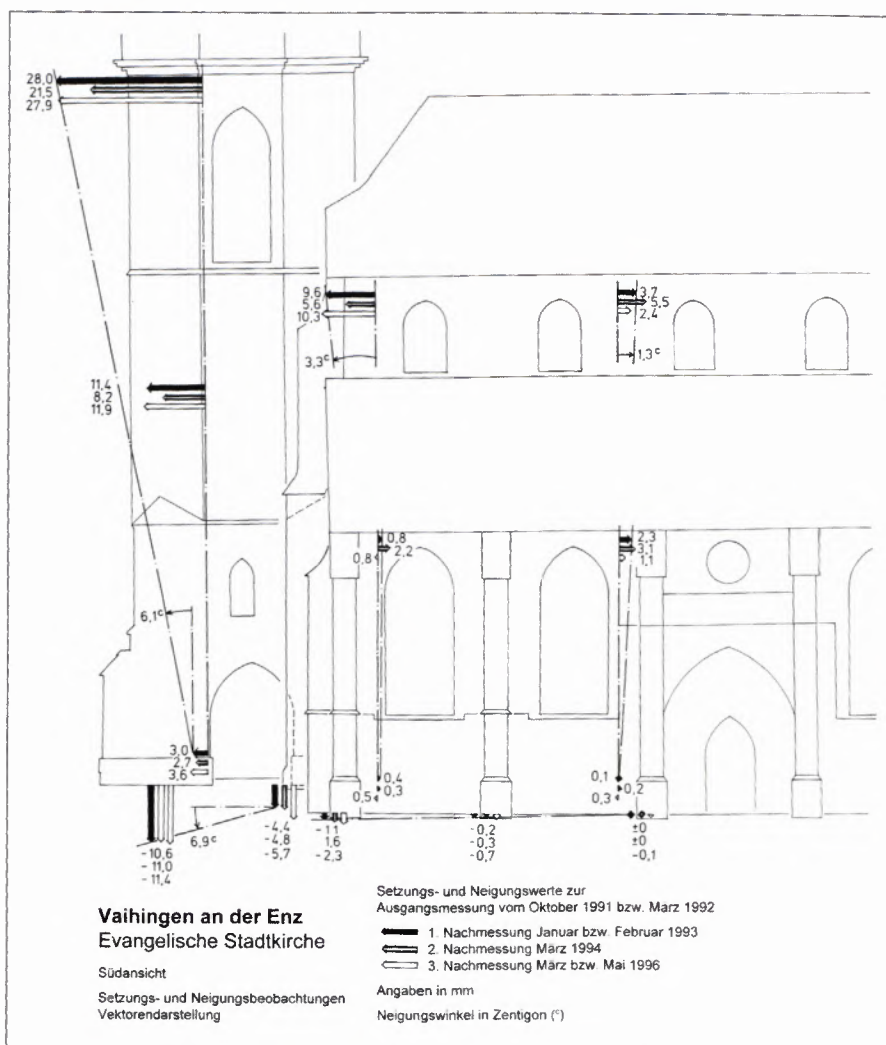 28,0
21,5
27,9
9,6
5,6
10,3
3,3ᶜ
3,7
5,5
2,4
1,3ᶜ
11,4
8,2
11,9
0,8
2,2
0,8
2,3
3,1
1,1
6,1ᶜ
3,0
2,7
3,6
0,4
0,3
0,5
0,1
0,2
0,3
6,9ᶜ
-10,6
-11,0
-11,4
-4,4
-4,8
-5,7
-1,1
1,6
-2,3
-0,2
-0,3
-0,7
±0
±0
-0,1
Vaihingen an der Enz
Evangelische Stadtkirche
Südansicht
Setzungs- und Neigungsbeobachtungen
Vektorendarstellung
Setzungs- und Neigungswerte zur
Ausgangsmessung vom Oktober 1991 bzw. März 1992
1. Nachmessung Januar bzw. Februar 1993
2. Nachmessung März 1994
3. Nachmessung März bzw. Mai 1996
Angaben in mm
Neigungswinkel in Zentigon (ᶜ)